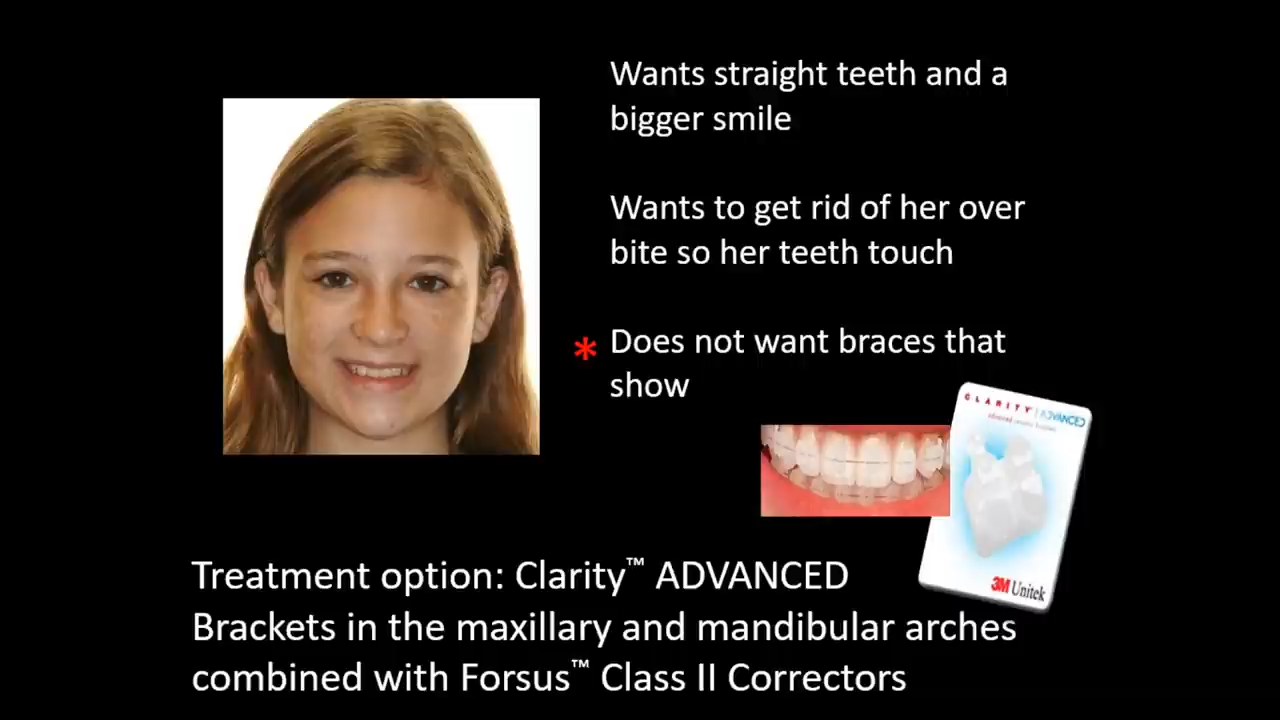 Wants straight teeth and a
bigger smile
Wants to get rid of her over
bite so her teeth touch
* Does not want braces that
show
CLARITY | ADVANCED
3M Unitek
Treatment option: Clarity™ ADVANCED
Brackets in the maxillary and mandibular arches
combined with Forsus™ Class II Correctors